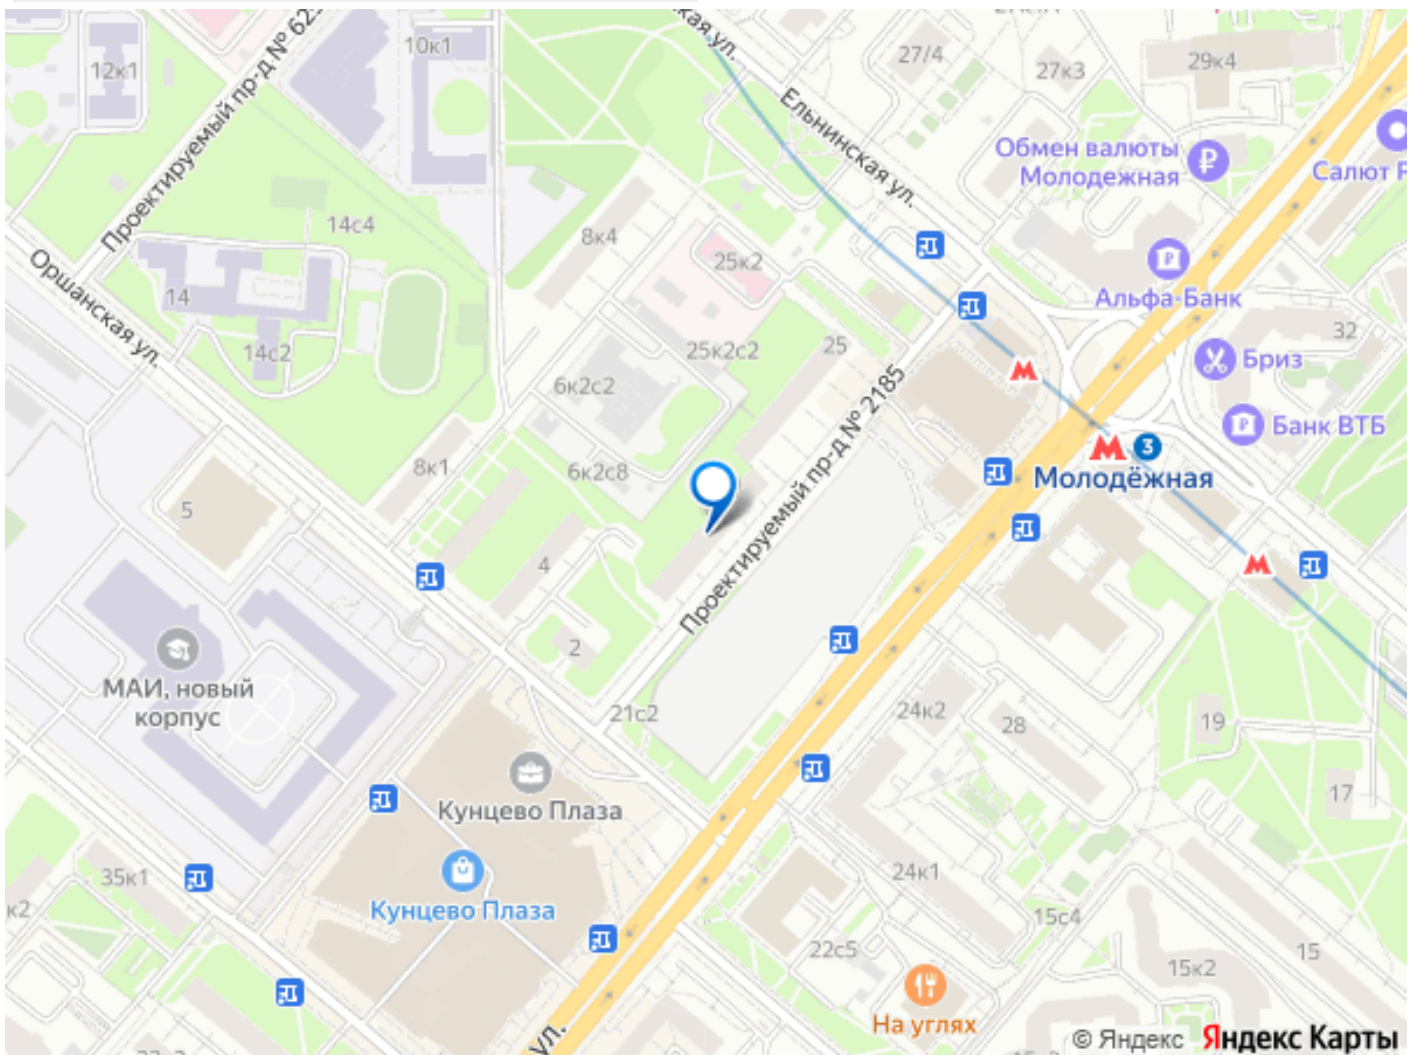 ская ул.
10к1
12к1
27/4
27к3
29к4
Проектируемый пр-д № 62
Ельнинская ул.
Обмен валюты
Молодежная
Салют Р
14с4
8к4
25к2
Оршанская ул.
14
14с2
Альфа-Банк
32
25
25к2с2
Бриз
6к2с2
Проектируемый пр-д № 2185
Банк ВТБ
8к1
6к2с8
3
Молодёжная
5
4
2
МАИ, новый
корпус
21с2
24к2
28
19
Кунцево Плаза
17
35к1
к2
Кунцево Плаза
24к1
15с4
22с5
15
15к2
На углях
ул.
© Яндекс Яндекс Карты